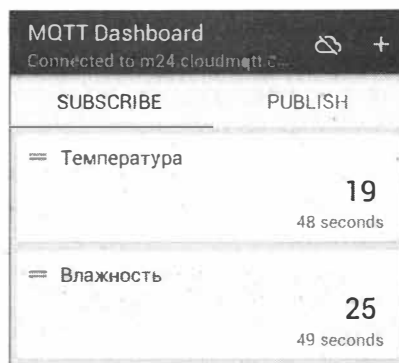 MQTT Dashboard
Connected to m24.cloudmqtt.c...
SUBSCRIBE PUBLISH
Температура
19
48 seconds
Влажность
25
49 seconds